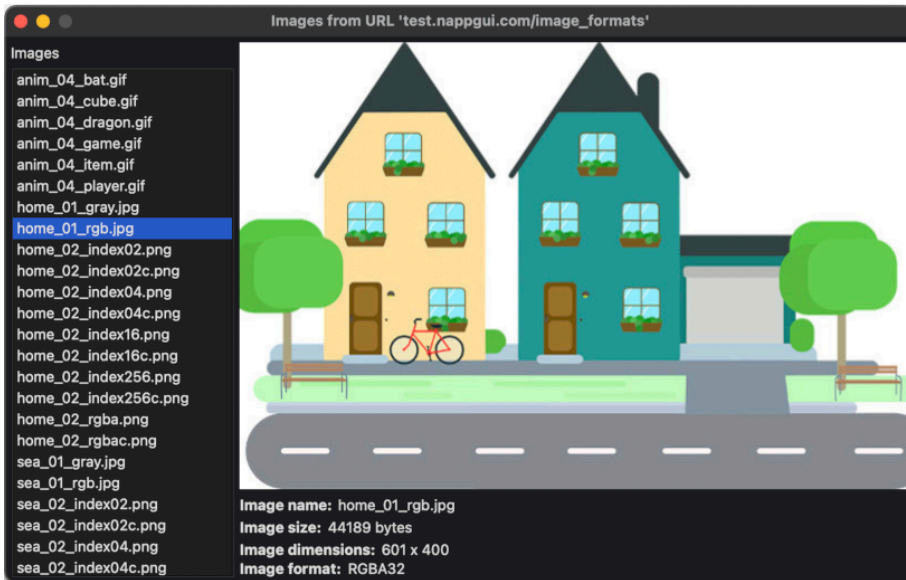 Images from URL 'test.nappgui.com/image_formats'
Images
anim_04_bat.gif
anim_04_cube.gif
anim_04_dragon.gif
anim_04_game.gif
anim_04_item.gif
anim_04_player.gif
home_01_gray.jpg
home_01_rgb.jpg
home_02_index02.png
home_02_index02c.png
home_02_index04.png
home_02_index04c.png
home_02_index16.png
home_02_index16c.png
home_02_index256.png
home_02_index256c.png
home_02_rgba.png
home_02_rgbac.png
sea_01_gray.jpg
sea_01_rgb.jpg
sea_02_index02.png
sea_02_index02c.png
sea_02_index04.png
sea_02_index04c.png
Image name: home_01_rgb.jpg
Image size: 44189 bytes
Image dimensions: 601 x 400
Image format: RGBA32